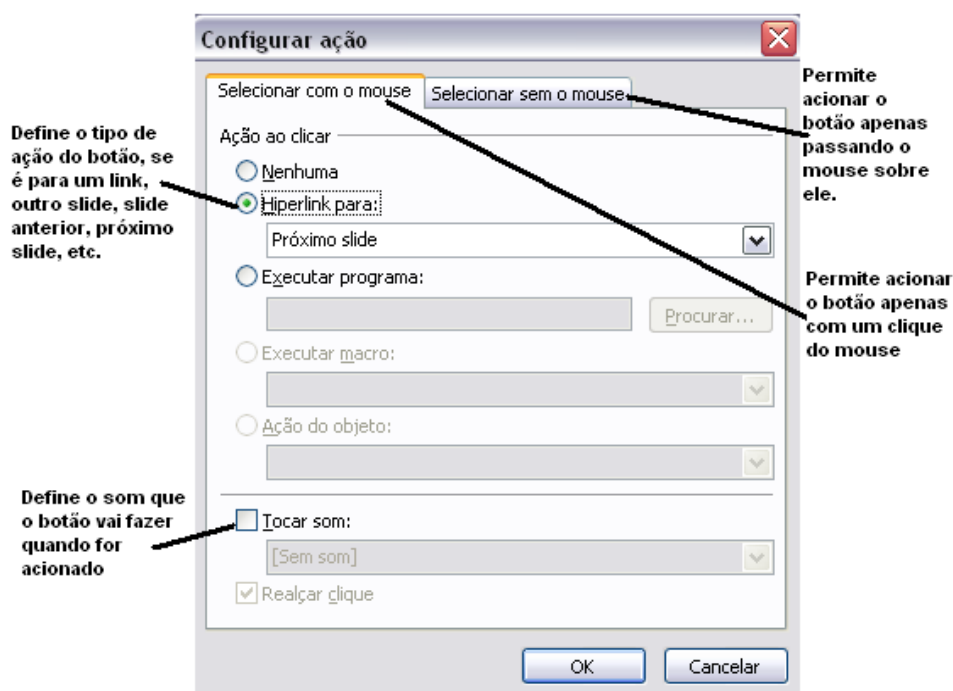 Configurar ação
Selecionar com o mouse
Selecionar sem o mouse
Permite
acionar o
botão apenas
passando o
mouse sobre
ele.
Define o tipo de
ação do botão, se
é para um link,
outro slide, slide
anterior, próximo
slide, etc.
Ação ao clicar
Nenhuma
Hiperlink para:
Próximo slide
Executar programa:
Procurar...
Permite acionar
o botão apenas
com um clique
do mouse
Executar macro:
Ação do objeto:
Define o som que
o botão vai fazer
quando for
acionado
Tocar som:
[Sem som]
Realçar clique
OK
Cancelar